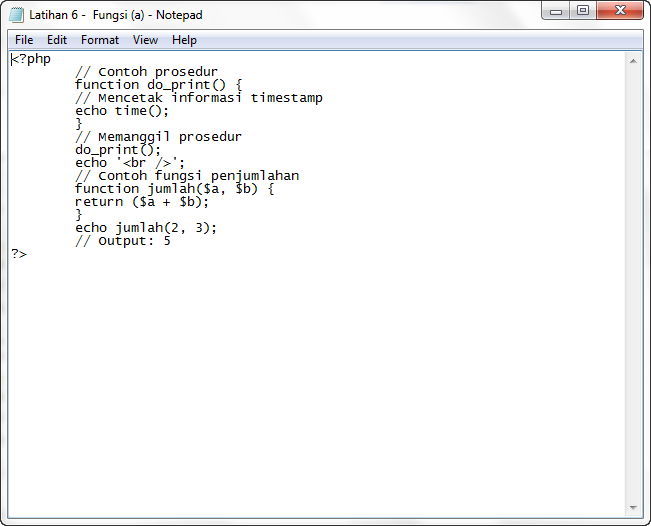 Latihan 6 -  Fungsi (a) - Notepad
File Edit Format View Help
<?php
// Contoh prosedur
function do_print() {
// Mencetak informasi timestamp
echo time();
}
// Memanggil prosedur
do_print();
echo '<br />';
// Contoh fungsi penjumlahan
function jumlah($a, $b) {
return ($a + $b);
}
echo jumlah(2, 3);
// Output: 5
?>